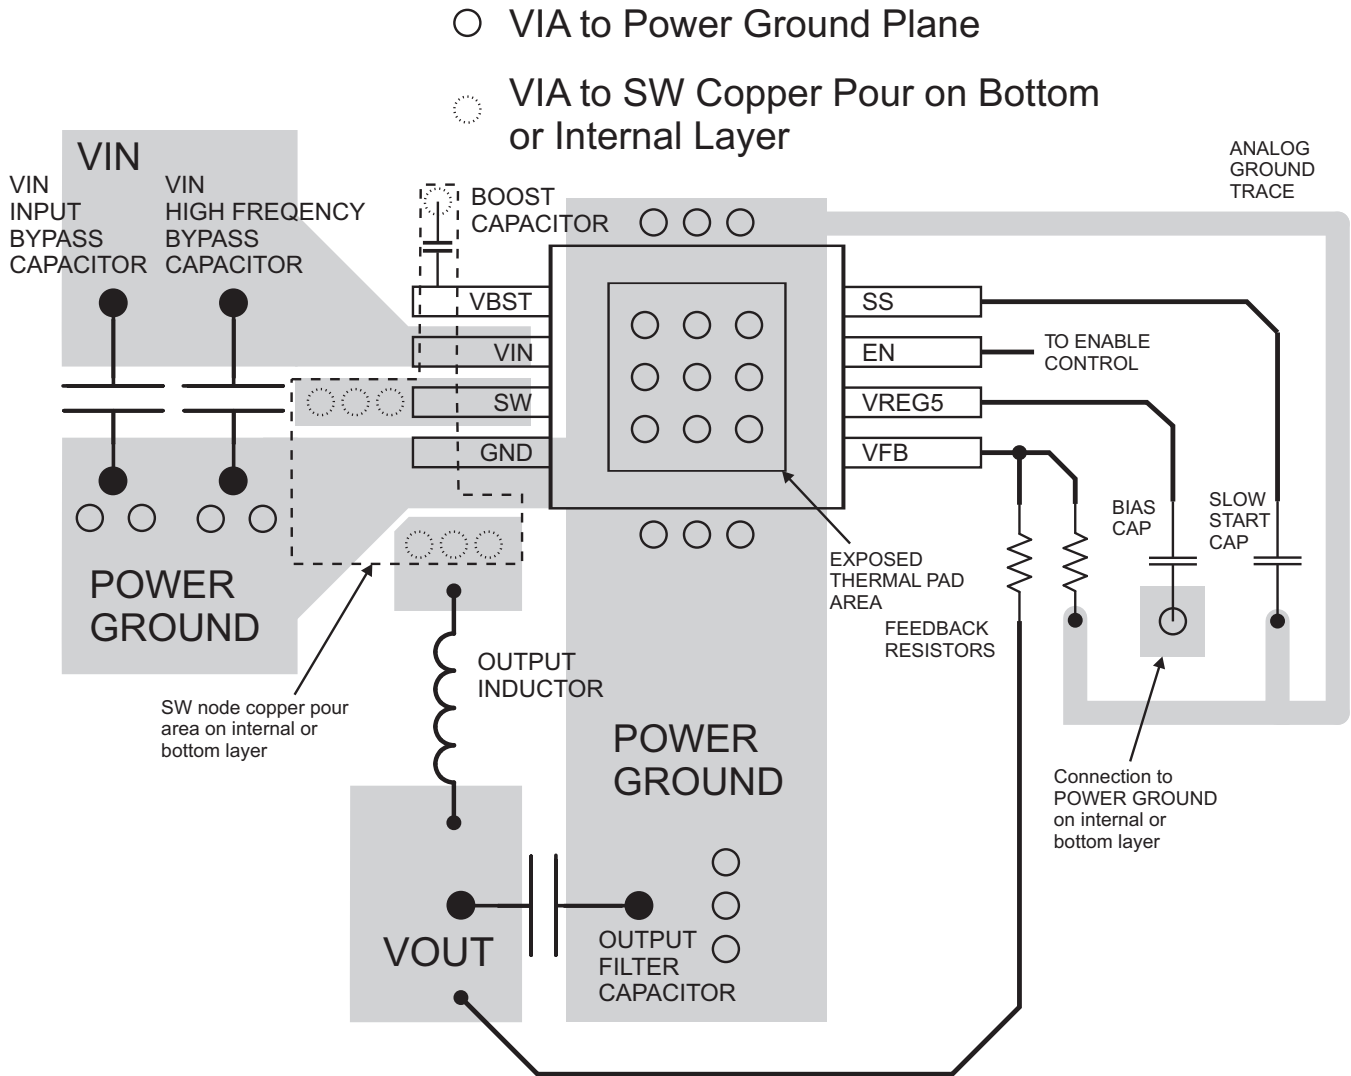 VIA to Power Ground Plane
VIA to SW Copper Pour on Bottom
or Internal Layer
ANALOG
GROUND
TRACE
VIN
VIN
INPUT
BYPASS
CAPACITOR
VIN
HIGH FREQENCY
BYPASS
CAPACITOR
BOOST
CAPACITOR
VBST
VIN
SW
GND
SS
EN
VREG5
VFB
TO ENABLE
CONTROL
BIAS
CAP
SLOW
START
CAP
EXPOSED
THERMAL PAD
AREA
FEEDBACK
RESISTORS
POWER
GROUND
OUTPUT
INDUCTOR
SW node copper pour
area on internal or
bottom layer
POWER
GROUND
Connection to
POWER GROUND
on internal or
bottom layer
VOUT
OUTPUT
FILTER
CAPACITOR